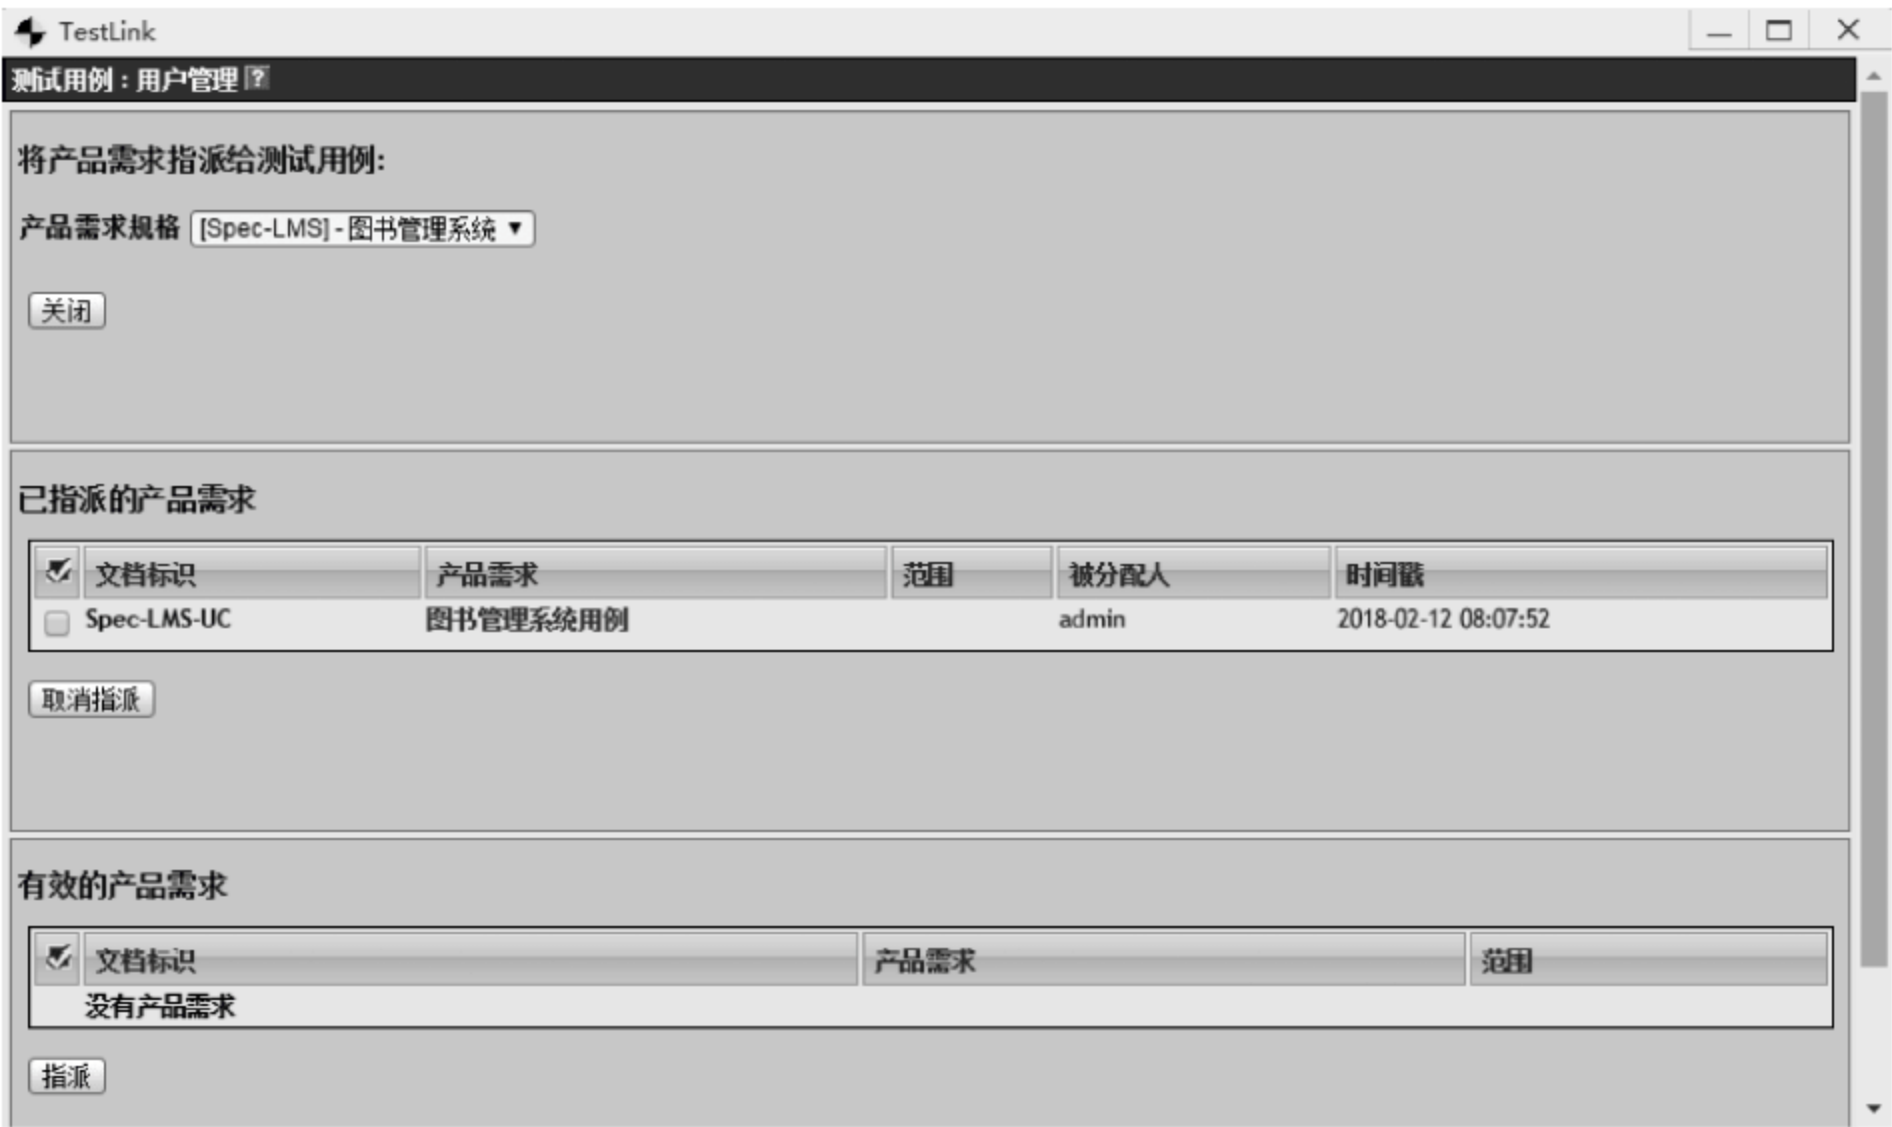 TestLink
测试用例 : 用户管理 ?
将产品需求指派给测试用例:
产品需求规格 [Spec-LMS] - 图书管理系统 ▼
关闭
已指派的产品需求
文档标识 产品需求 范围 被分配人 时间戳
Spec-LMS-UC 图书管理系统用例 admin 2018-02-12 08:07:52
取消指派
有效的产品需求
文档标识 产品需求 范围
没有产品需求
指派